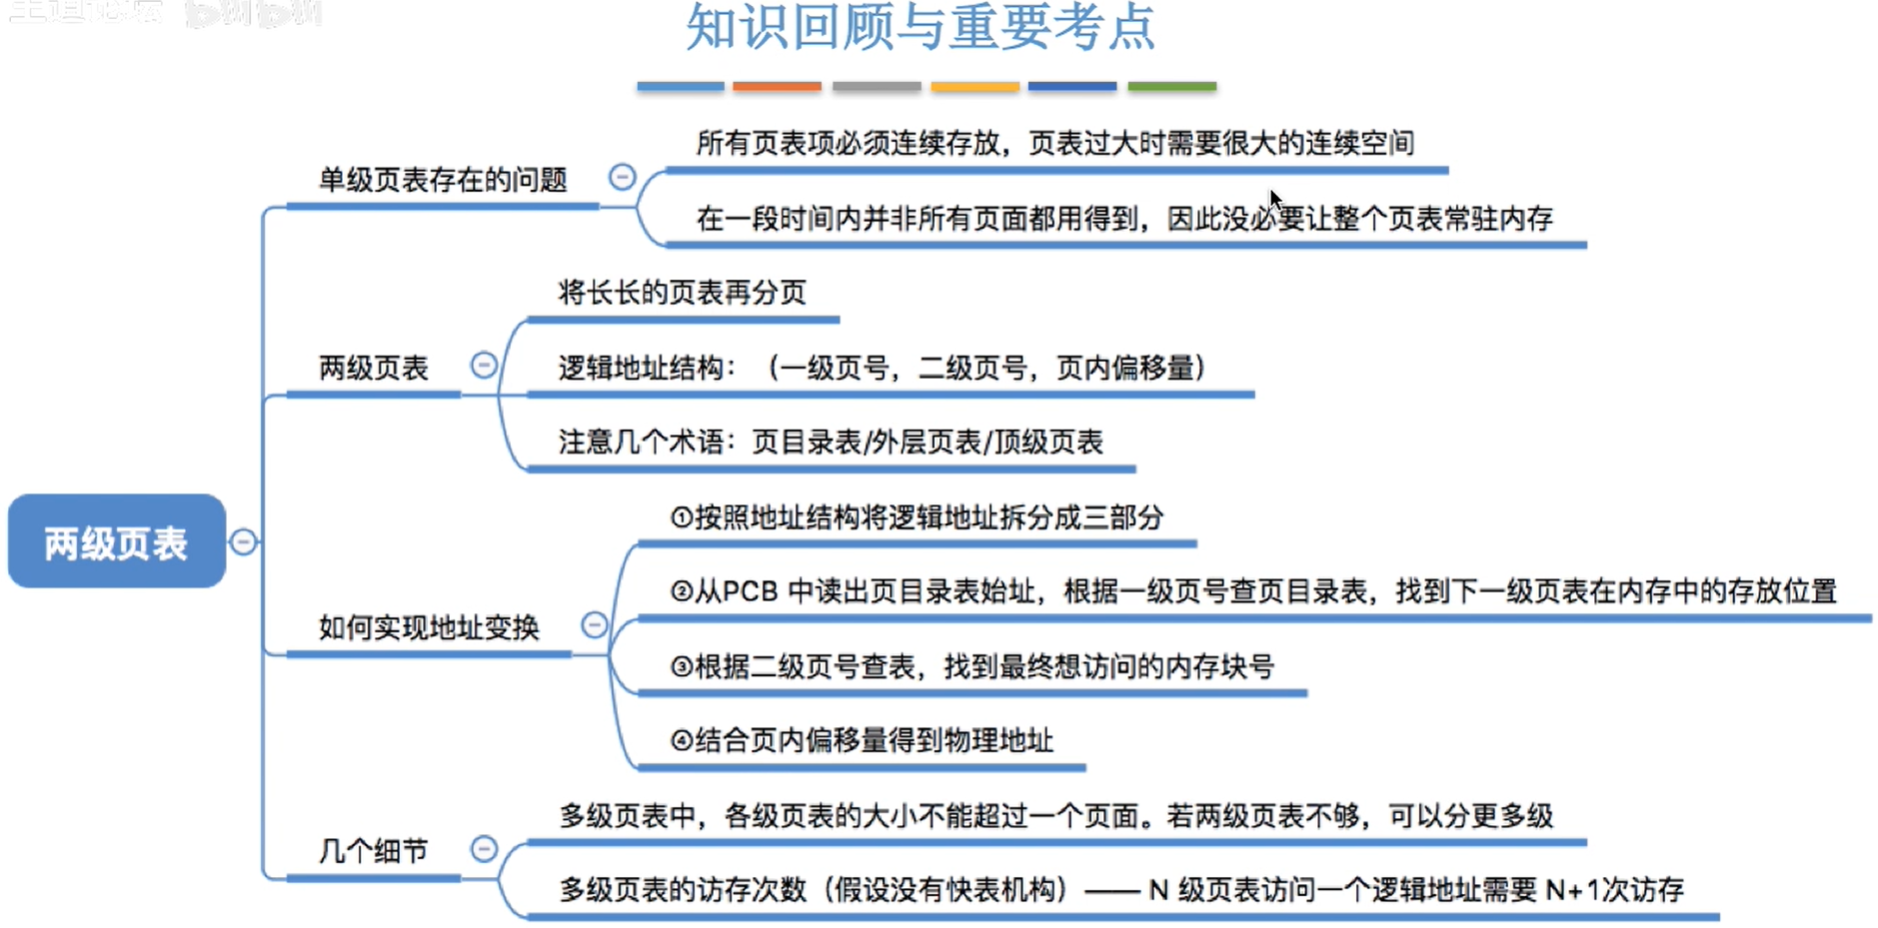 王道论坛 bilibili
知识回顾与重要考点
单级页表存在的问题
所有页表项必须连续存放，页表过大时需要很大的连续空间
在一段时间内并非所有页面都用得到，因此没必要让整个页表常驻内存
两级页表
将长长的页表再分页
逻辑地址结构：（一级页号，二级页号，页内偏移量）
注意几个术语：页目录表/外层页表/顶级页表
两级页表
如何实现地址变换
①按照地址结构将逻辑地址拆分成三部分
②从PCB 中读出页目录表始址，根据一级页号查页目录表，找到下一级页表在内存中的存放位置
③根据二级页号查表，找到最终想访问的内存块号
④结合页内偏移量得到物理地址
几个细节
多级页表中，各级页表的大小不能超过一个页面。若两级页表不够，可以分更多级
多级页表的访存次数（假设没有快表机构）—— N 级页表访问一个逻辑地址需要 N+1次访存